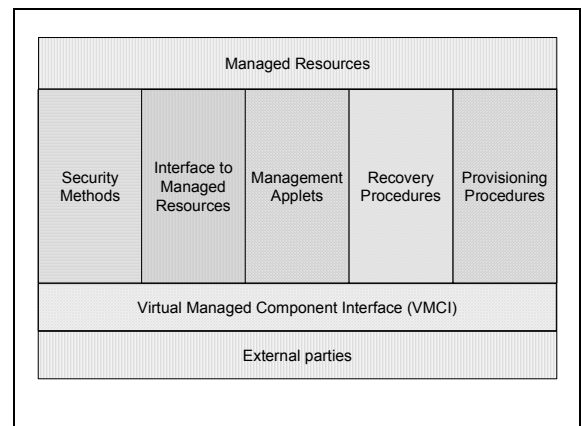 Managed Resources
Security
Methods
Interface to
Managed
Resources
Management
Applets
Recovery
Procedures
Provisioning
Procedures
Virtual Managed Component Interface (VMCI)
External parties